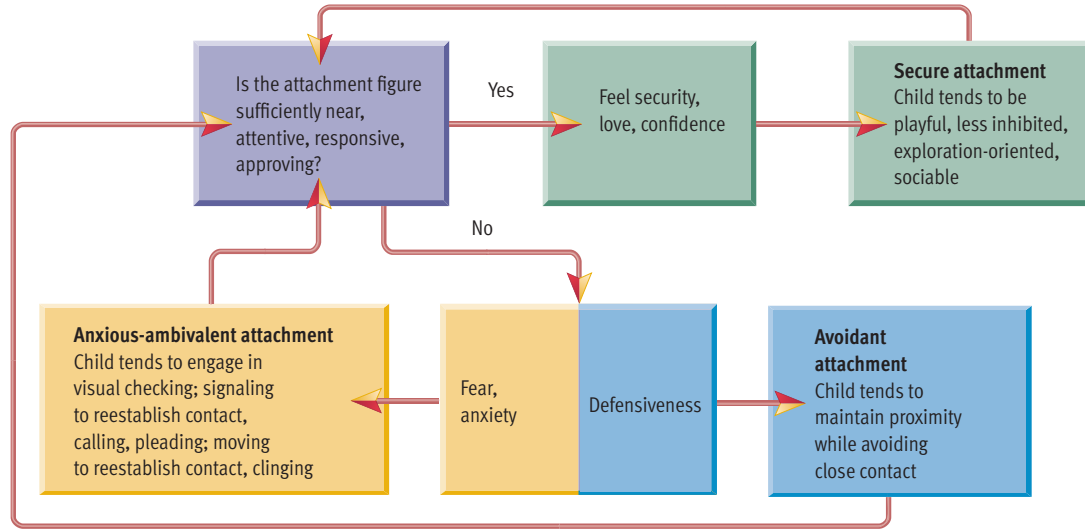 Is the attachment figure
sufficiently near,
attentive, responsive,
approving?
Yes
Feel security,
love, confidence
Secure attachment
Child tends to be
playful, less inhibited,
exploration-oriented,
sociable
No
Anxious-ambivalent attachment
Child tends to engage in
visual checking; signaling
to reestablish contact,
calling, pleading; moving
to reestablish contact, clinging
Fear,
anxiety
Defensiveness
Avoidant
attachment
Child tends to
maintain proximity
while avoiding
close contact